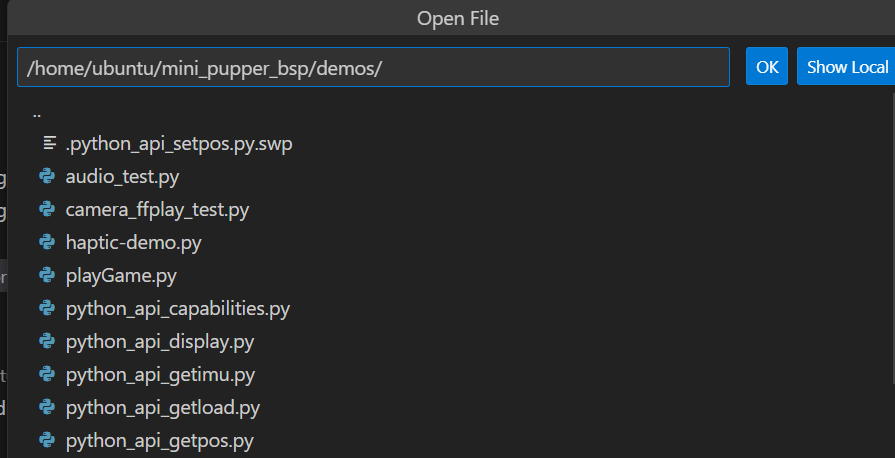 Open File
/home/ubuntu/mini_pupper_bsp/demos/ OK Show Local
..
.python_api_setpos.py.swp
audio_test.py
camera_ffplay_test.py
haptic-demo.py
playGame.py
python_api_capabilities.py
python_api_display.py
python_api_getimu.py
python_api_getload.py
python_api_getpos.py